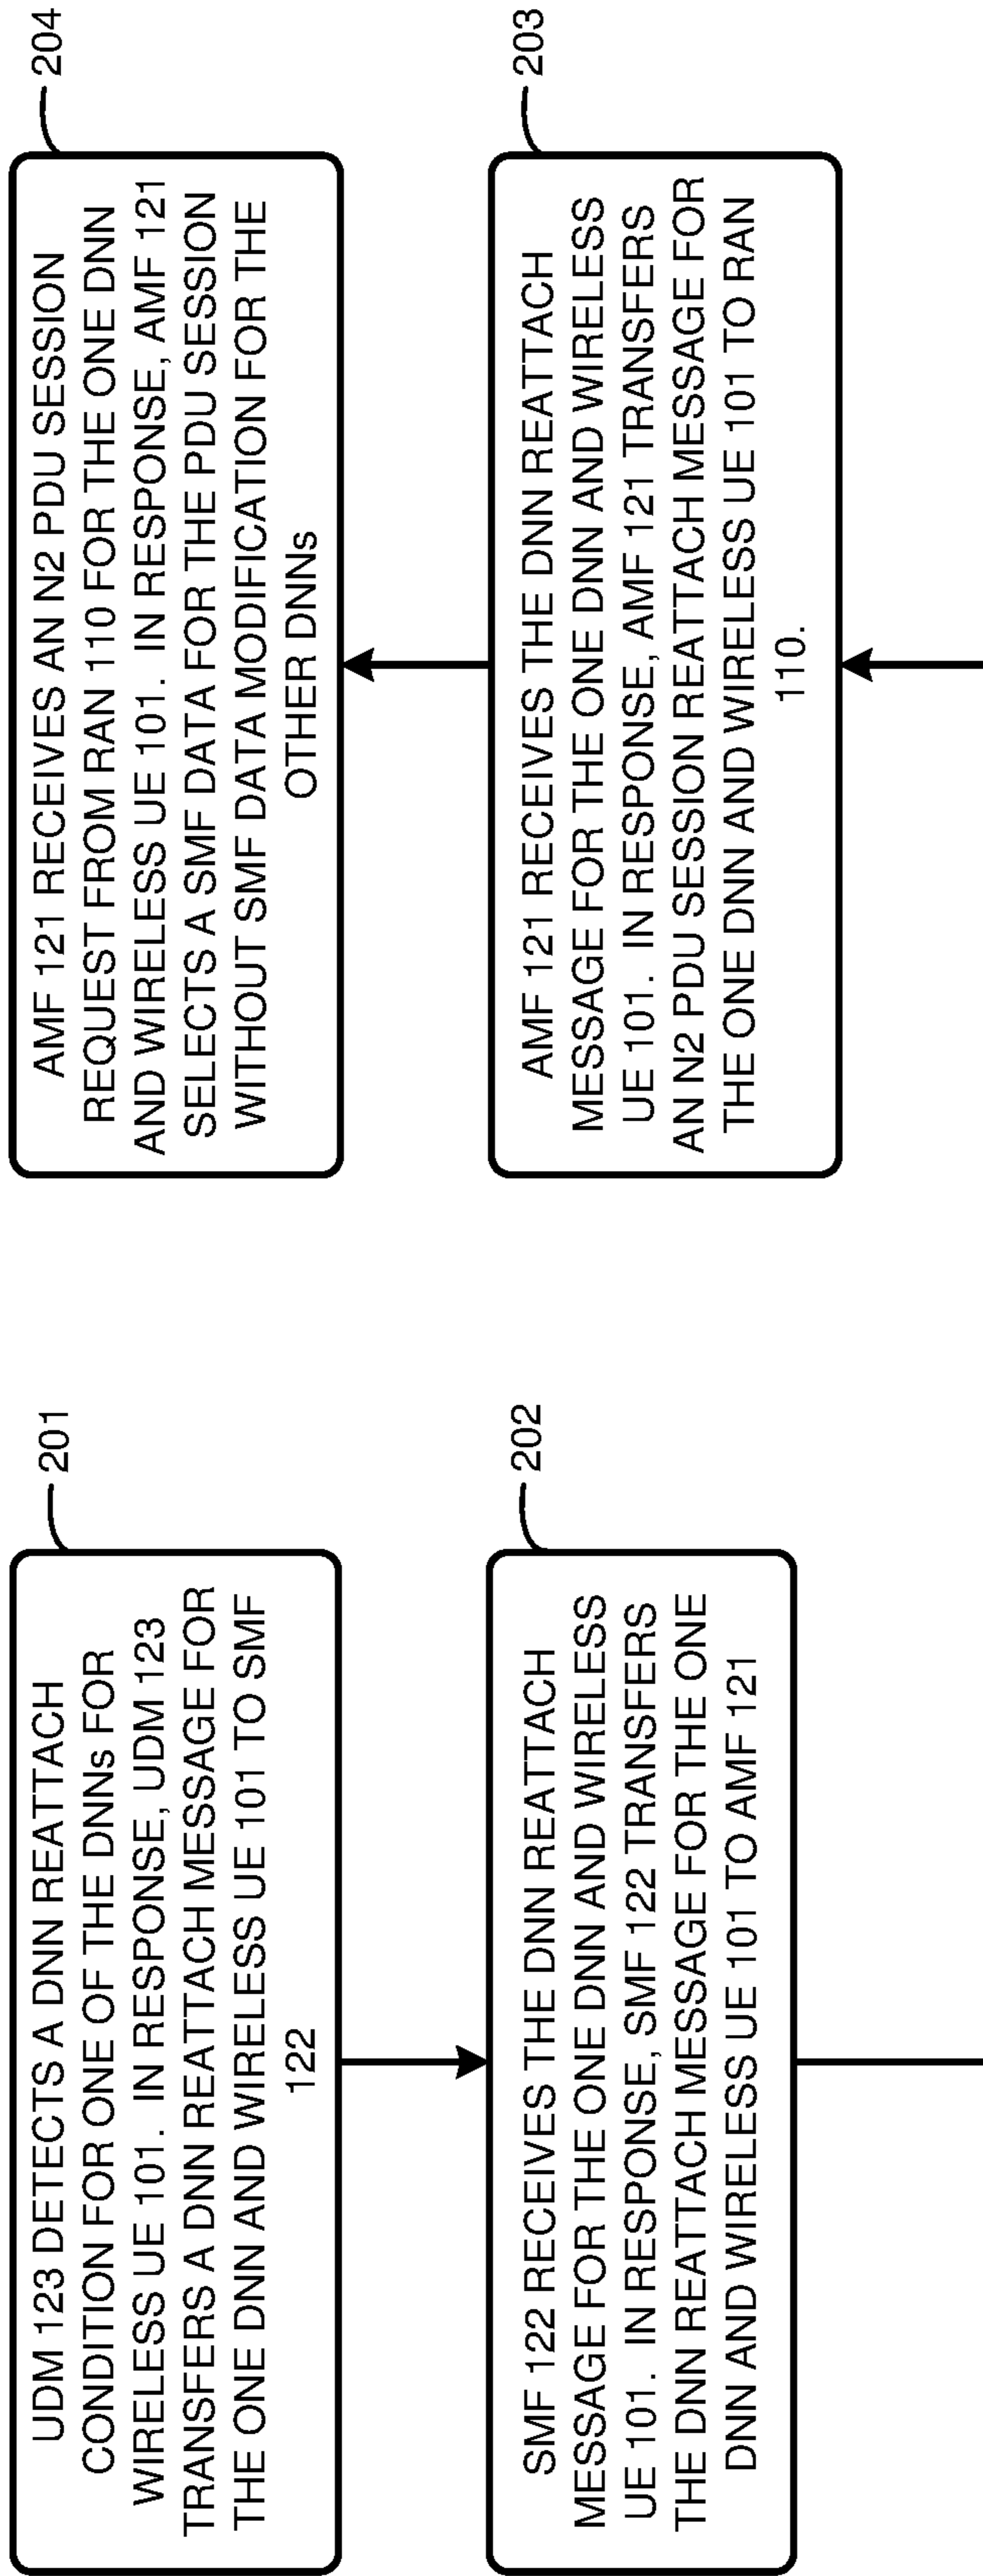 201
UDM 123 DETECTS A DNN REATTACH
CONDITION FOR ONE OF THE DNNs FOR
WIRELESS UE 101. IN RESPONSE, UDM 123
TRANSFERS A DNN REATTACH MESSAGE FOR
THE ONE DNN AND WIRELESS UE 101 TO SMF
122
202
SMF 122 RECEIVES THE DNN REATTACH
MESSAGE FOR THE ONE DNN AND WIRELESS
UE 101. IN RESPONSE, SMF 122 TRANSFERS
THE DNN REATTACH MESSAGE FOR THE ONE
DNN AND WIRELESS UE 101 TO AMF 121
203
AMF 121 RECEIVES THE DNN REATTACH
MESSAGE FOR THE ONE DNN AND WIRELESS
UE 101. IN RESPONSE, AMF 121 TRANSFERS
AN N2 PDU SESSION REATTACH MESSAGE FOR
THE ONE DNN AND WIRELESS UE 101 TO RAN
110.
204
AMF 121 RECEIVES AN N2 PDU SESSION
REQUEST FROM RAN 110 FOR THE ONE DNN
AND WIRELESS UE 101. IN RESPONSE, AMF 121
SELECTS A SMF DATA FOR THE PDU SESSION
WITHOUT SMF DATA MODIFICATION FOR THE
OTHER DNNs